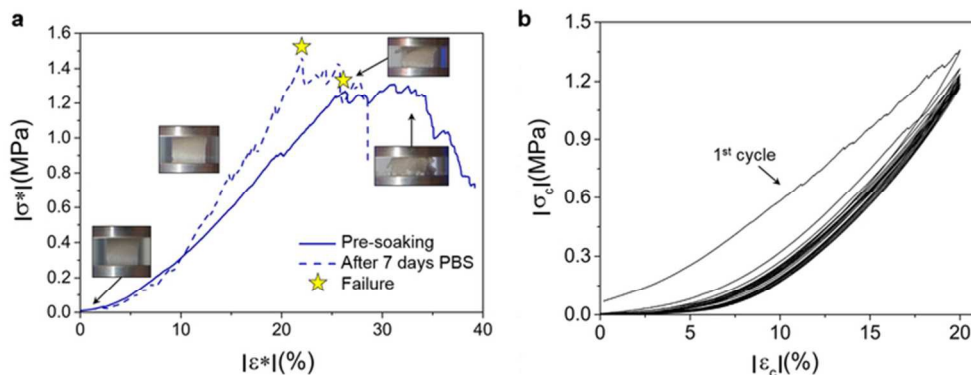 a
1.6
1.4
1.2
1.0
0.8
0.6
0.4
0.2
0.0
0
10
20
30
40
|σ*|(MPa)
|ε*|(%)
Pre-soaking
After 7 days PBS
Failure
b
1.5
1.2
0.9
0.6
0.3
0.0
0
5
10
15
20
|σc|(MPa)
|εc|(%)
1st cycle